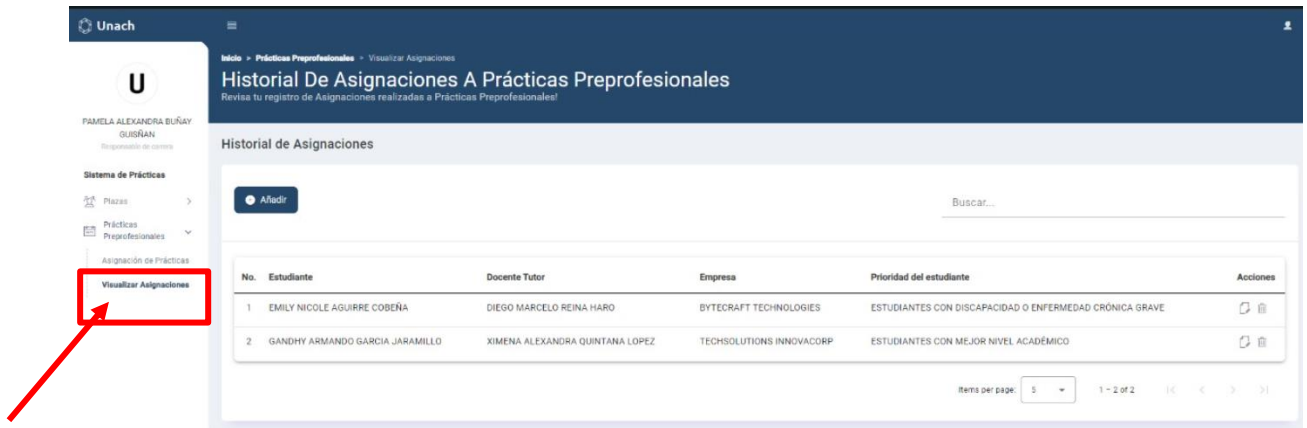 Unach
Inicio > Prácticas Preprofesionales > Visualizar Asignaciones
Historial De Asignaciones A Prácticas Preprofesionales
Revisa tu registro de Asignaciones realizadas a Prácticas Preprofesionales!
U
PAMELA ALEXANDRA BUÑAY
GUISÑAN
Responsable de carrera
Sistema de Prácticas
Plazas
Prácticas
Preprofesionales
Asignación de Prácticas
Visualizar Asignaciones
Historial de Asignaciones
Añadir
Buscar...
No. Estudiante Docente Tutor Empresa Prioridad del estudiante Acciones
1 EMILY NICOLE AGUIRRE COBEÑA DIEGO MARCELO REINA HARO BYTECRAFT TECHNOLOGIES ESTUDIANTES CON DISCAPACIDAD O ENFERMEDAD CRÓNICA GRAVE
2 GANDHY ARMANDO GARCIA JARAMILLO XIMENA ALEXANDRA QUINTANA LOPEZ TECHSOLUTIONS INNOVACORP ESTUDIANTES CON MEJOR NIVEL ACADÉMICO
Items per page: 5 1 – 2 of 2